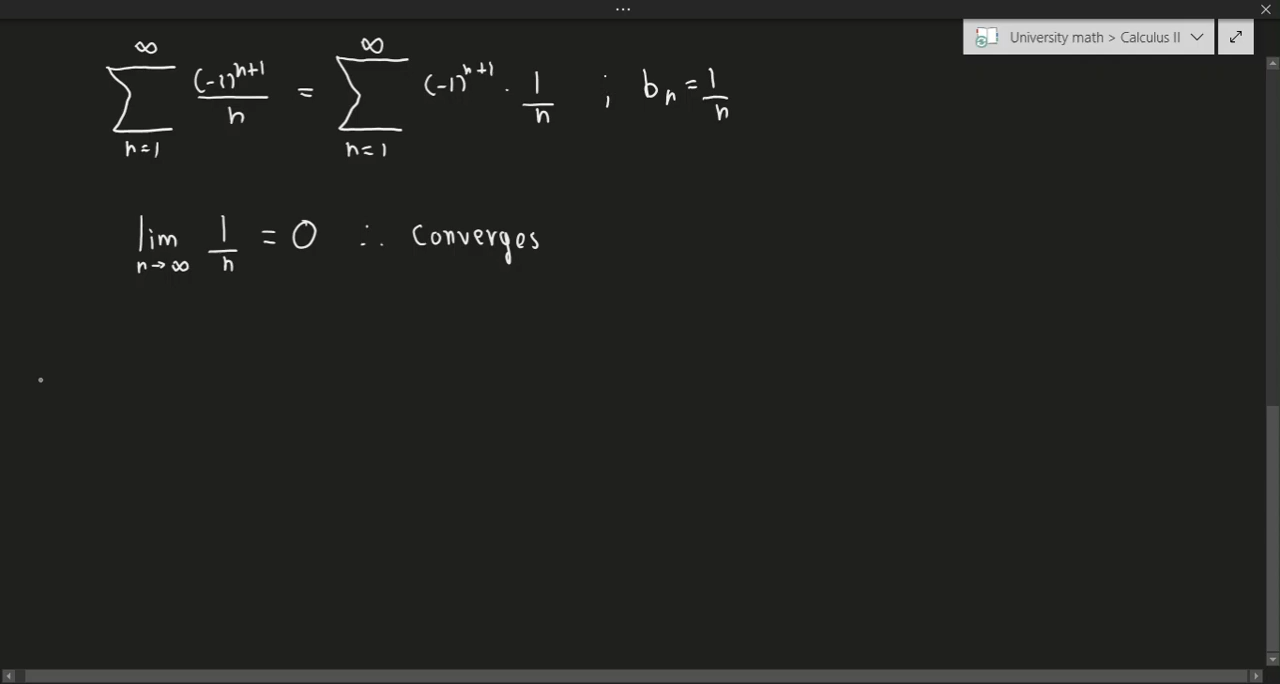 ...
University math > Calculus II
∞ ∑ n=1 (-1)^n+1 / n = ∞ ∑ n=1 (-1)^n+1 · 1/n ; b_n = 1/n
lim n→∞ 1/n = 0 ∴ Converges